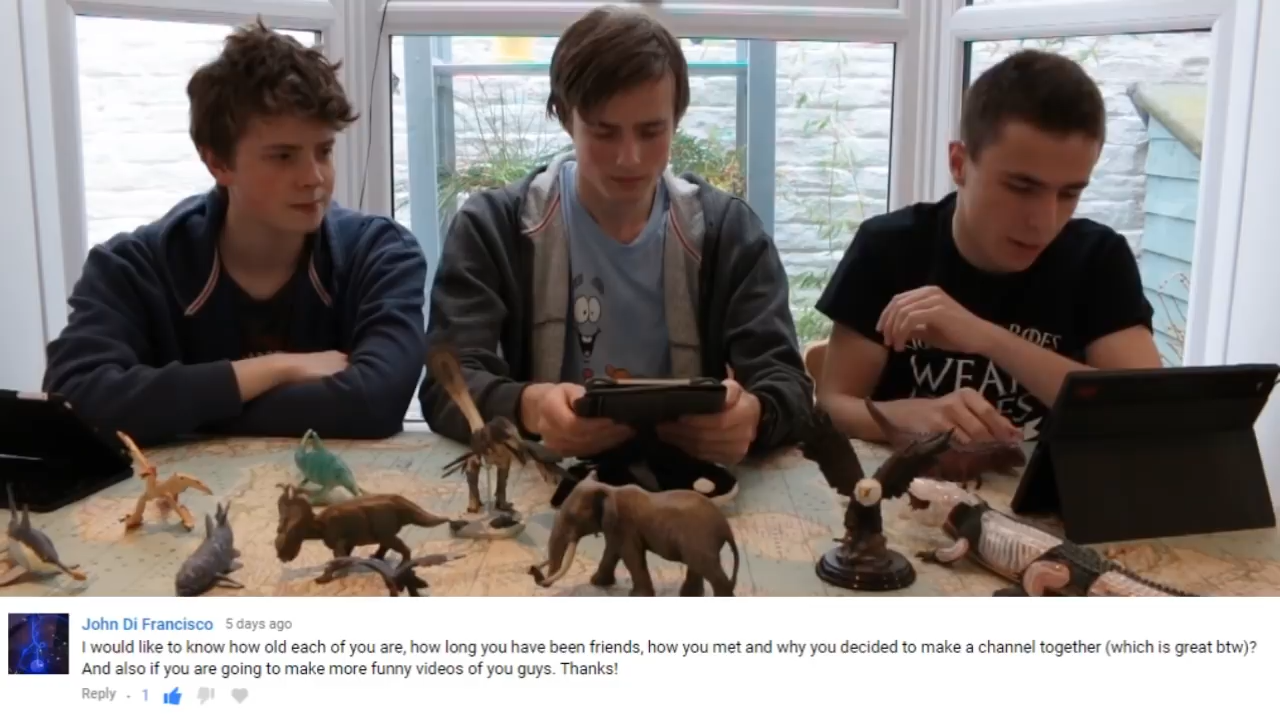 WEAR
John Di Francisco 5 days ago
I would like to know how old each of you are, how long you have been friends, how you met and why you decided to make a channel together (which is great btw)?
And also if you are going to make more funny videos of you guys. Thanks!
Reply · 1